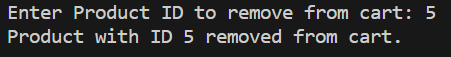 Enter Product ID to remove from cart: 5
Product with ID 5 removed from cart.